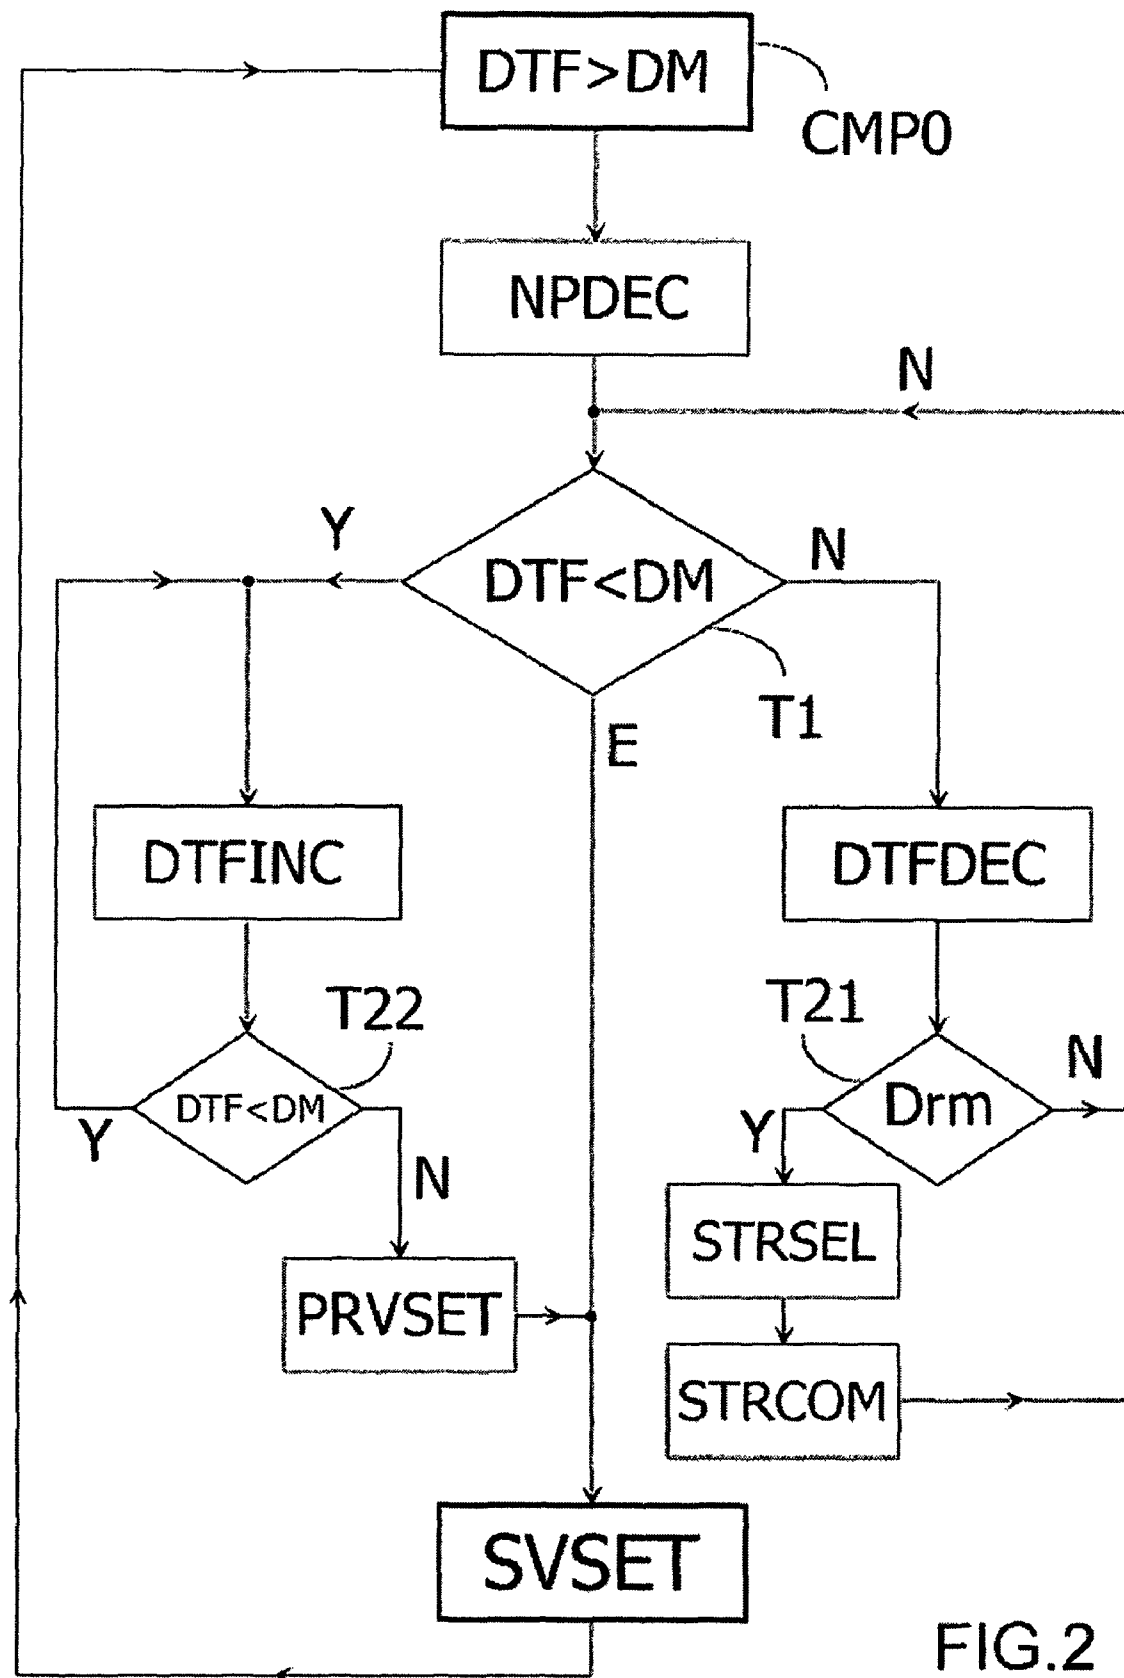 DTF>DM
CMP0
NPDEC
N
Y
DTF<DM
N
T1
E
DTFINC
DTFDEC
T22
T21
DTF<DM
Drm
N
Y
Y
N
STRSEL
PRVSET
STRCOM
SVSET
FIG.2